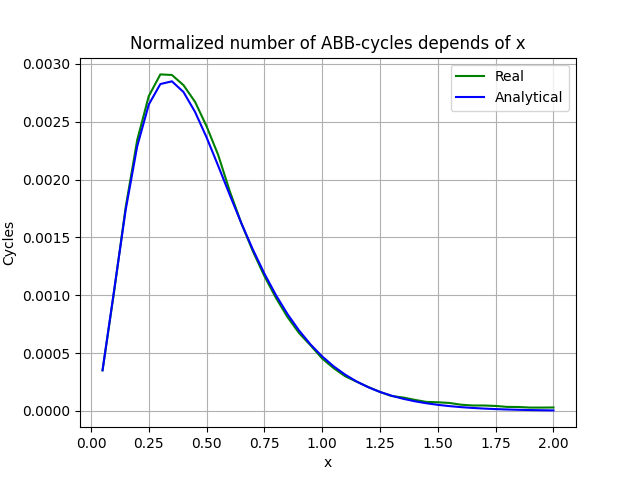 Normalized number of ABB-cycles depends of x
Real
Analytical
Cycles
0.0030
0.0025
0.0020
0.0015
0.0010
0.0005
0.0000
0.00 0.25 0.50 0.75 1.00 1.25 1.50 1.75 2.00
x